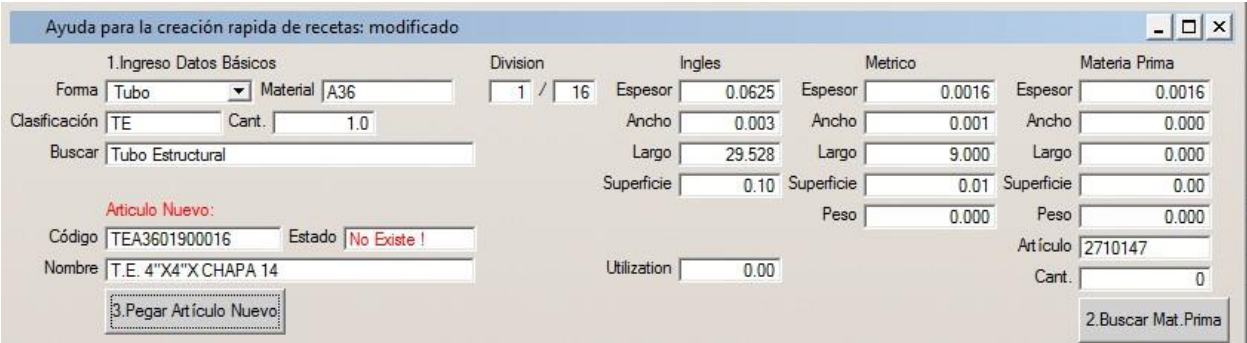 Ayuda para la creación rapida de recetas: modificado
1.Ingreso Datos Básicos Division Ingles Metrico Materia Prima
Forma Tubo Material A36 1 / 16 Espesor 0.0625 Espesor 0.0016 Espesor 0.0016
Clasificación TE Cant. 1.0 Ancho 0.003 Ancho 0.001 Ancho 0.000
Buscar Tubo Estructural Largo 29.528 Largo 9.000 Largo 0.000
Superficie 0.10 Superficie 0.01 Superficie 0.00
Articulo Nuevo: Peso 0.000 Peso 0.000
Código TEA3601900016 Estado No Existe ! Artículo 2710147
Nombre T.E. 4"X4"X CHAPA 14 Utilization 0.00 Cant. 0
3.Pegar Artículo Nuevo 2.Buscar Mat.Prima